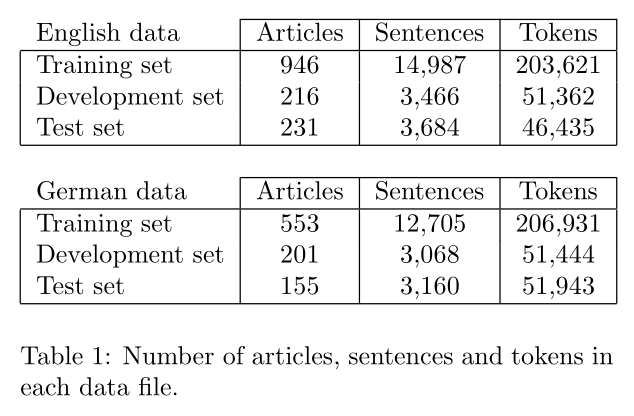 English data Articles Sentences Tokens
Training set 946 14,987 203,621
Development set 216 3,466 51,362
Test set 231 3,684 46,435
German data Articles Sentences Tokens
Training set 553 12,705 206,931
Development set 201 3,068 51,444
Test set 155 3,160 51,943
Table 1: Number of articles, sentences and tokens in
each data file.